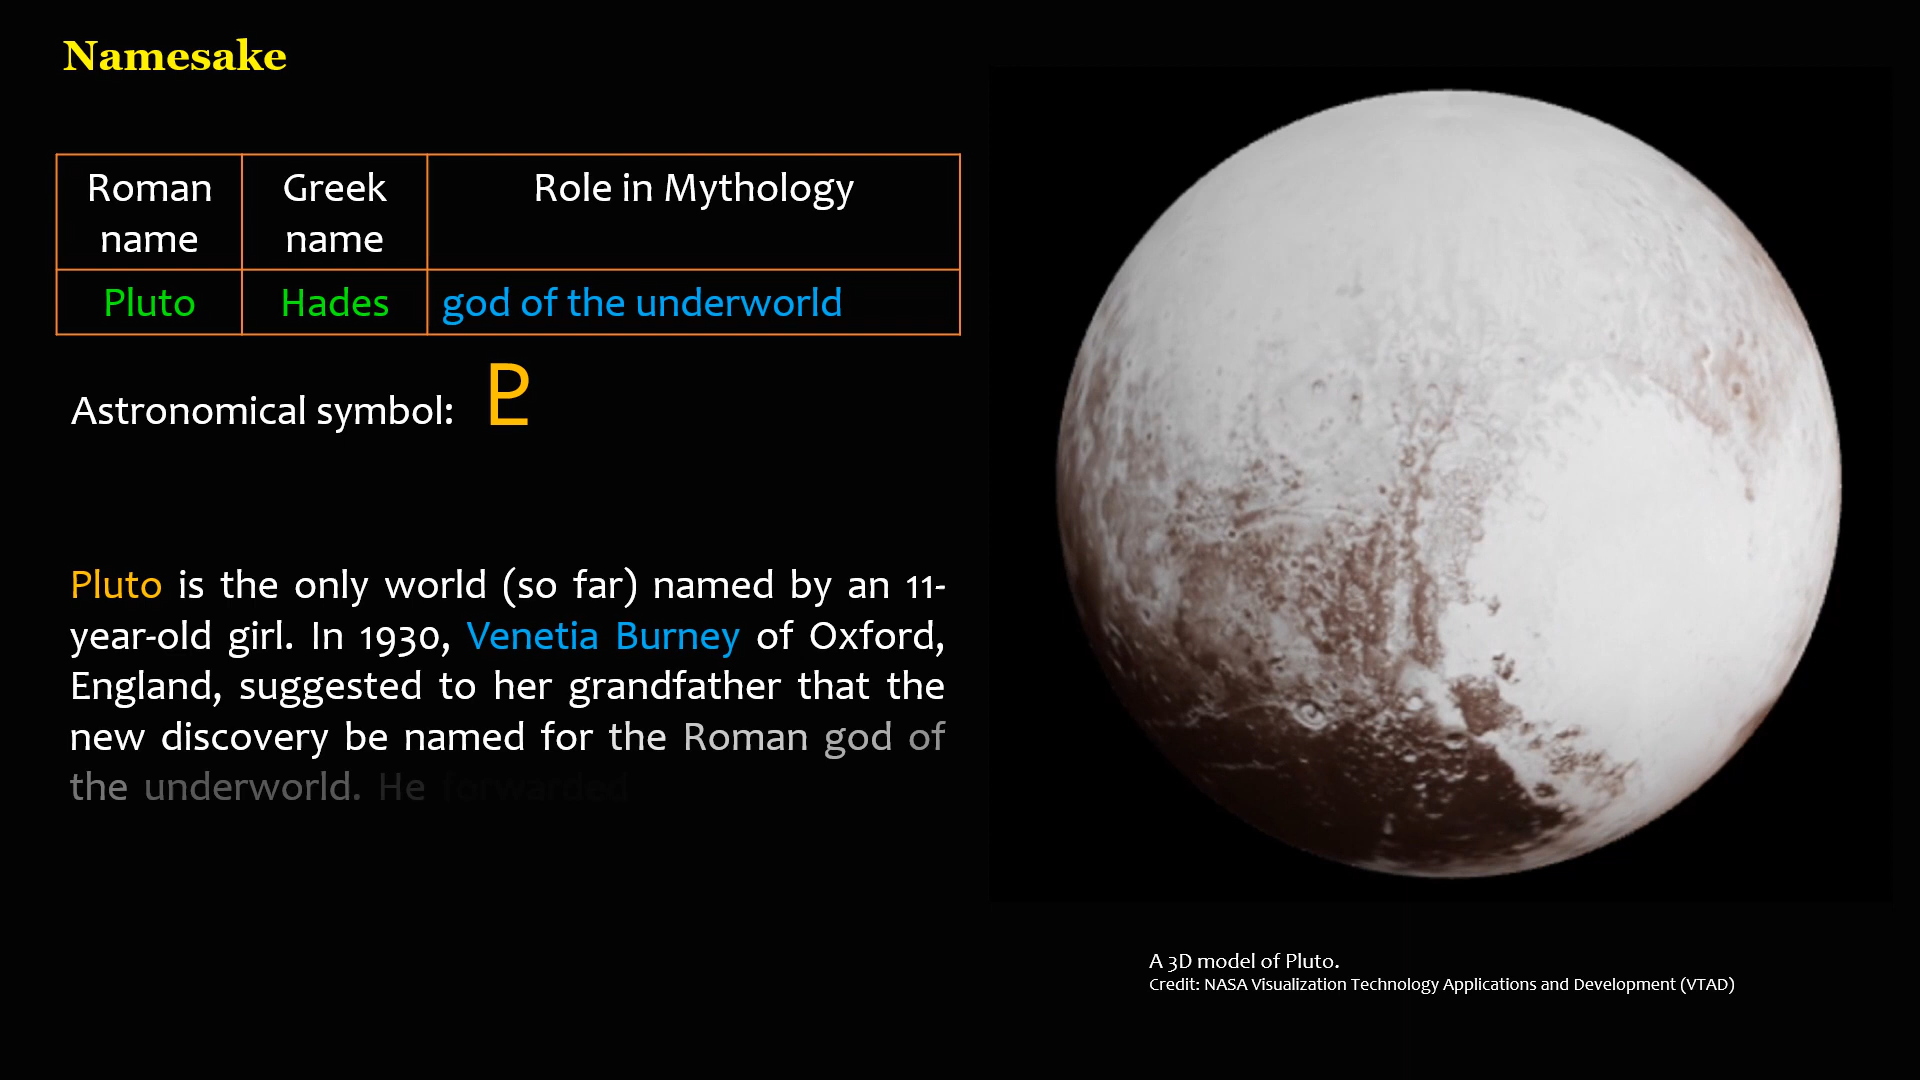 Namesake
Roman name
Greek name
Role in Mythology
Pluto
Hades
god of the underworld
Astronomical symbol: ♇
Pluto is the only world (so far) named by an 11-
year-old girl. In 1930, Venetia Burney of Oxford,
England, suggested to her grandfather that the
new discovery be named for the Roman god of
the underworld. He forwarded
A 3D model of Pluto.
Credit: NASA Visualization Technology Applications and Development (VTAD)